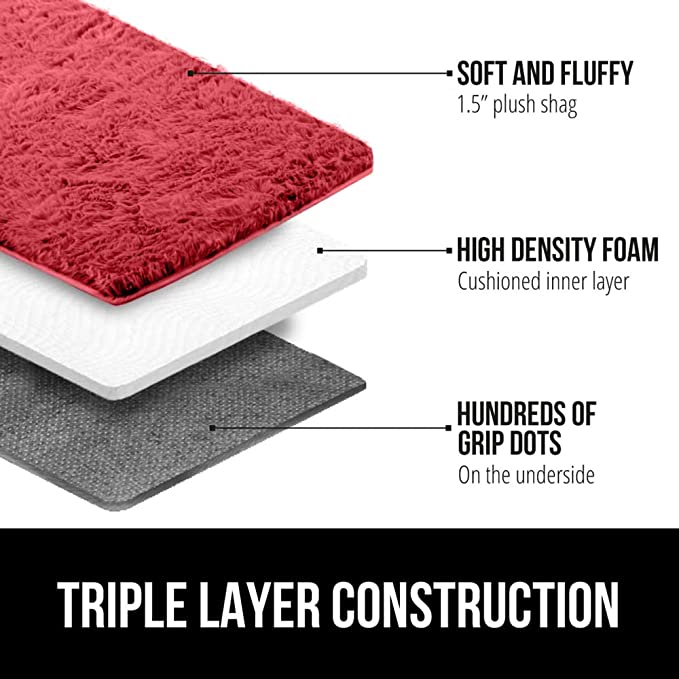 SOFT AND FLUFFY
1.5” plush shag
HIGH DENSITY FOAM
Cushioned inner layer
HUNDREDS OF
GRIP DOTS
On the underside
TRIPLE LAYER CONSTRUCTION